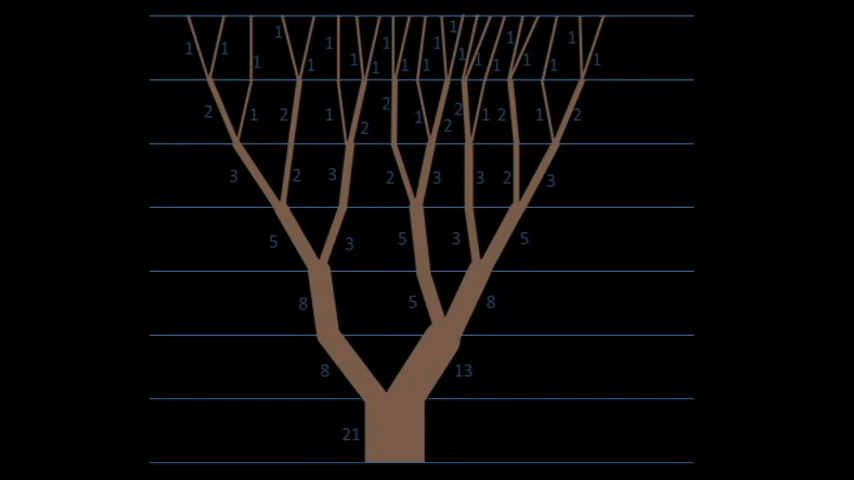 1 1 1 1 1 1 1 1 1 1 1 1 1 1 1 1 1 1 1 1 1
2 1 2 1 2 2 1 2 2 1 2 1 2
3 2 3 2 3 3 2 3
5 3 5 3 5
8 5 8
8 13
21